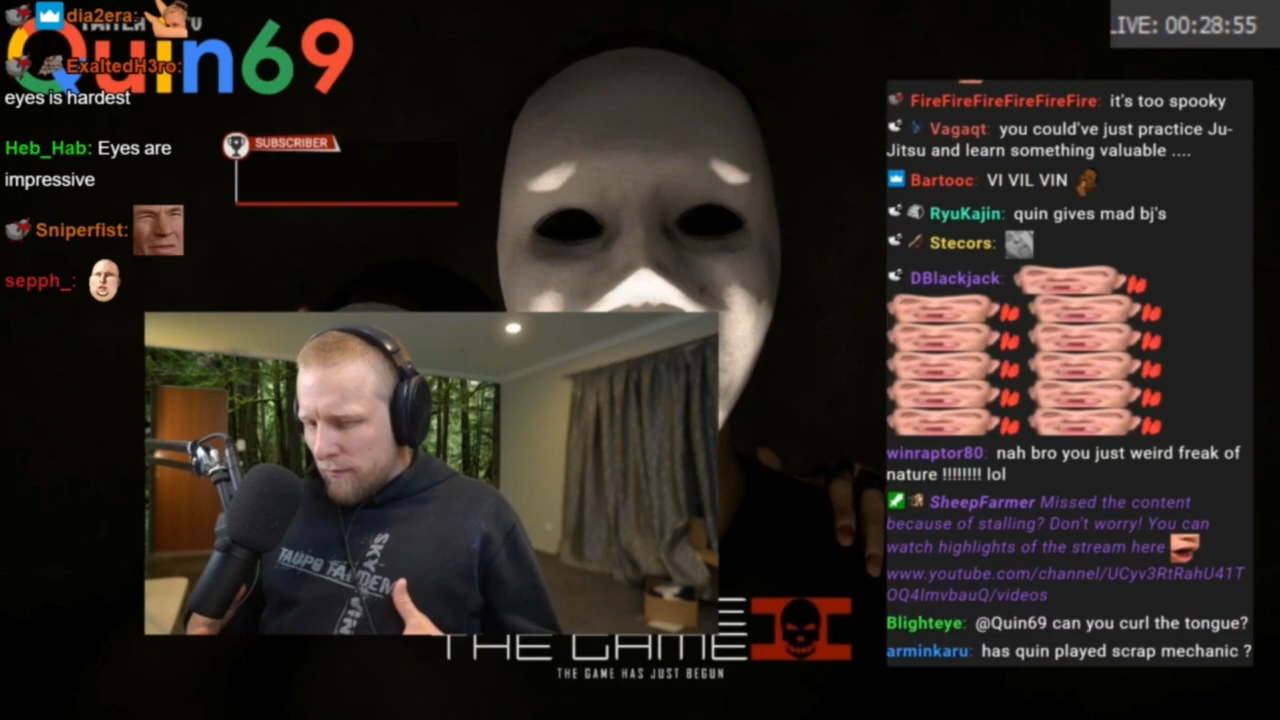 dia2era:
Quin69
ExaltedH3ro:
eyes is hardest
Heb_Hab: Eyes are
impressive
Sniperfist:
sepph_:
SUBSCRIBER
LIVE: 00:28:55
FireFireFireFireFireFire: it's too spooky
Vagaqt: you could've just practice Ju-
Jitsu and learn something valuable ....
Bartooc: VI VIL VIN
RyuKajin: quin gives mad bj's
Stecors:
DBlackjack:
winraptor80: nah bro you just weird freak of
nature !!!!!!!! lol
SheepFarmer Missed the content
because of stalling? Don't worry! You can
watch highlights of the stream here
www.youtube.com/channel/UCyv3RtRahU41T
OQ4ImvbauQ/videos
Blighteye: @Quin69 can you curl the tongue?
arminkaru: has quin played scrap mechanic ?
TAUPO TANDEM
SKY
THE GAME
THE GAME HAS JUST BEGUN